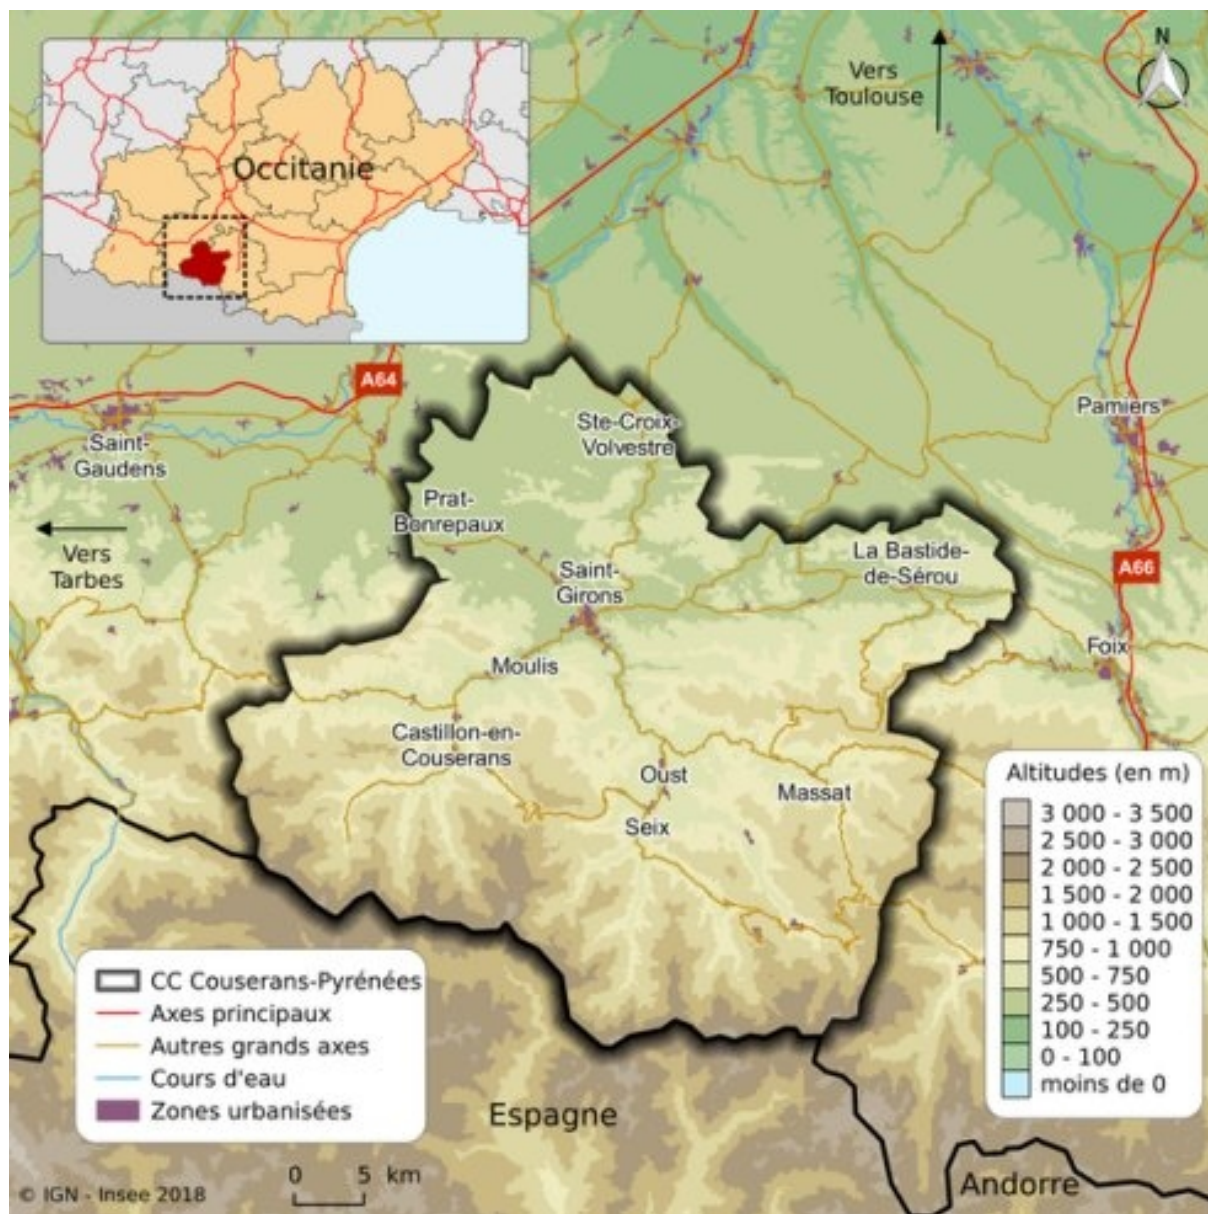 Occitanie
Vers
Toulouse
N
A64
Saint-
Gaudens
Ste-Croix-
Volvestre
Pamiers
Prat-
Bonrepaux
Vers
Tarbes
Saint-
Girons
La Bastide-
de-Sérou
A66
Foix
Moulis
Castillon-en-
Couserans
Oust
Massat
Seix
Altitudes (en m)
3 000 - 3 500
2 500 - 3 000
2 000 - 2 500
1 500 - 2 000
1 000 - 1 500
750 - 1 000
500 - 750
250 - 500
100 - 250
0 - 100
moins de 0
CC Couserans-Pyrénées
Axes principaux
Autres grands axes
Cours d'eau
Zones urbanisées
Espagne
Andorre
0 5 km
© IGN - Insee 2018